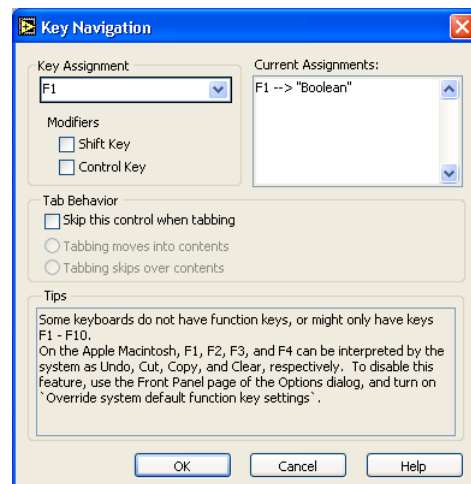 Key Navigation
Key Assignment
F1
Modifiers
Shift Key
Control Key
Current Assignments:
F1 --> "Boolean"
Tab Behavior
Skip this control when tabbing
Tabbing moves into contents
Tabbing skips over contents
Tips
Some keyboards do not have function keys, or might only have keys
F1 - F10.
On the Apple Macintosh, F1, F2, F3, and F4 can be interpreted by the
system as Undo, Cut, Copy, and Clear, respectively.  To disable this
feature, use the Front Panel page of the Options dialog, and turn on
`Override system default function key settings`.
OK
Cancel
Help